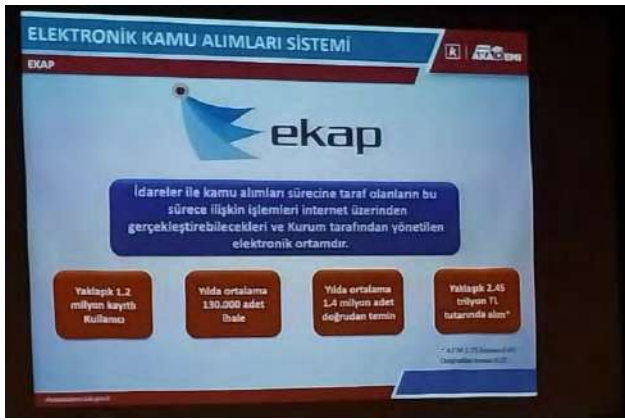 ELEKTRONİK KAMU ALIMLARI SİSTEMİ
EKAP
ekap
İdareler ile kamu alımları sürecine taraf olanların bu
sürece ilişkin işlemleri internet üzerinden
gerçekleştirebilecekleri ve Kurum tarafından yönetilen
elektronik ortamdır.
Yaklaşık 1.2
milyon kayıtlı
Kullanıcı
Yılda ortalama
130.000 adet
ihale
Yılda ortalama
1,4 milyon adet
doğrudan temin
Yaklaşık 2.45
trilyon TL
tutarında alım*